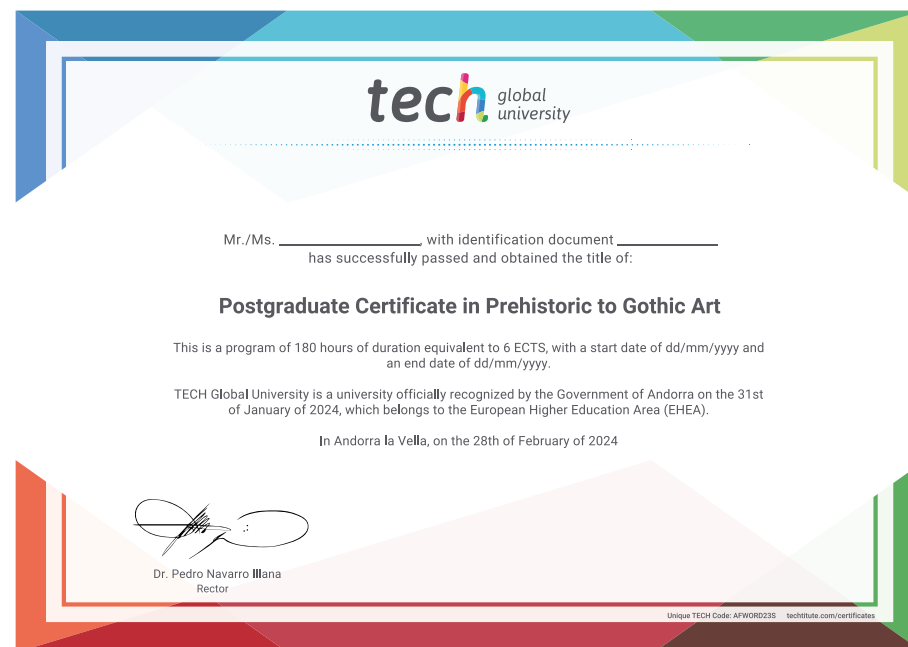 tech global
university
Mr./Ms. ____________________, with identification document ______________
has successfully passed and obtained the title of:
Postgraduate Certificate in Prehistoric to Gothic Art
This is a program of 180 hours of duration equivalent to 6 ECTS, with a start date of dd/mm/yyyy and
an end date of dd/mm/yyyy.
TECH Global University is a university officially recognized by the Government of Andorra on the 31st
of January of 2024, which belongs to the European Higher Education Area (EHEA).
In Andorra la Vella, on the 28th of February of 2024
Dr. Pedro Navarro Illana
Rector
Unique TECH Code: AFWORD23S techtitute.com/certificates